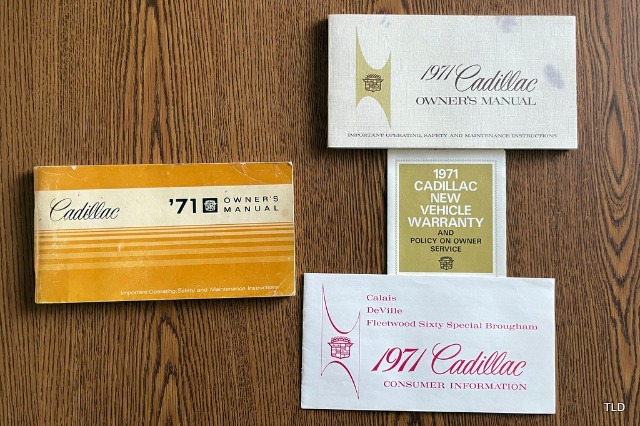 Cadillac
'71 OWNER'S
MANUAL
Important Operating, Safety and Maintenance Instructions
1971 Cadillac
OWNER'S MANUAL
IMPORTANT OPERATING, SAFETY AND MAINTENANCE INSTRUCTIONS
1971
CADILLAC
NEW
VEHICLE
WARRANTY
AND
POLICY ON OWNER
SERVICE
Calais
DeVille
Fleetwood Sixty Special Brougham
1971 Cadillac
CONSUMER INFORMATION
TLD